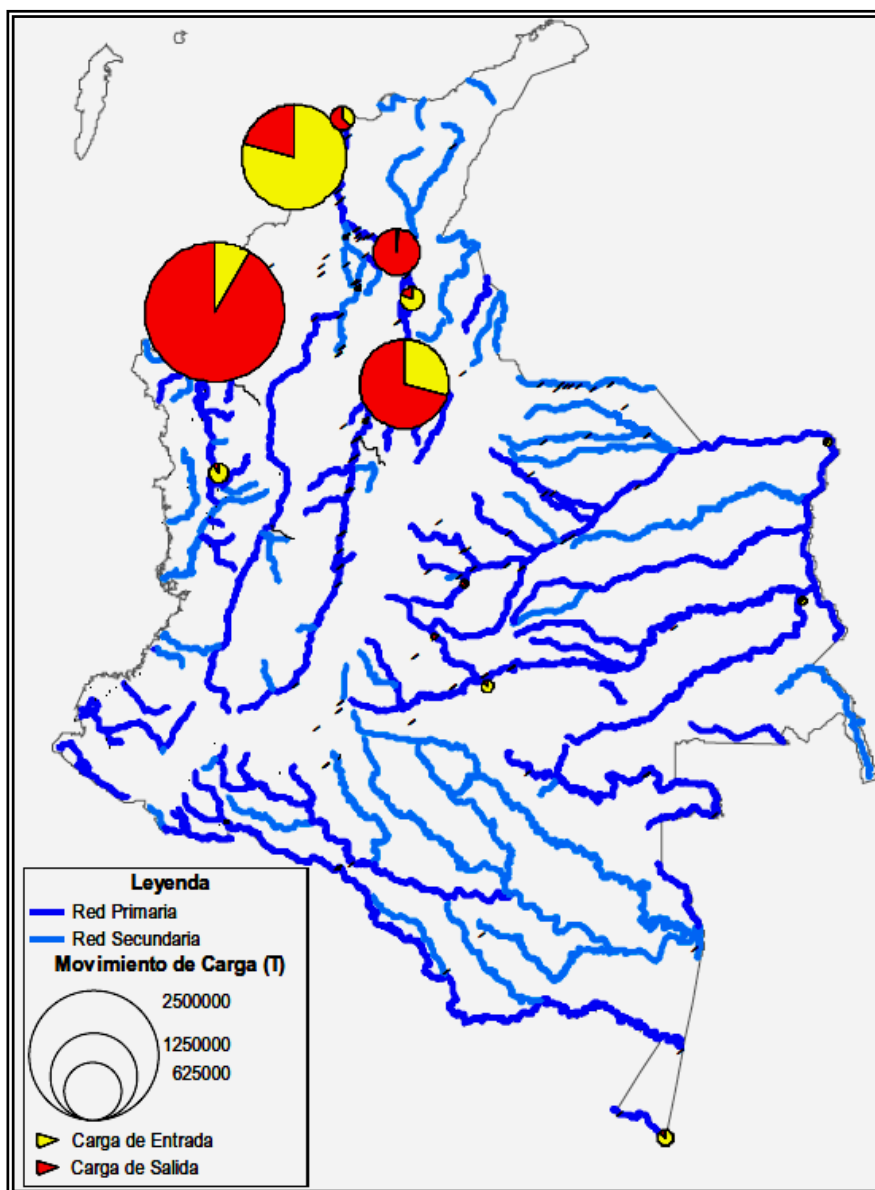 Leyenda
Red Primaria
Red Secundaria
Movimiento de Carga (T)
2500000
1250000
625000
Carga de Entrada
Carga de Salida